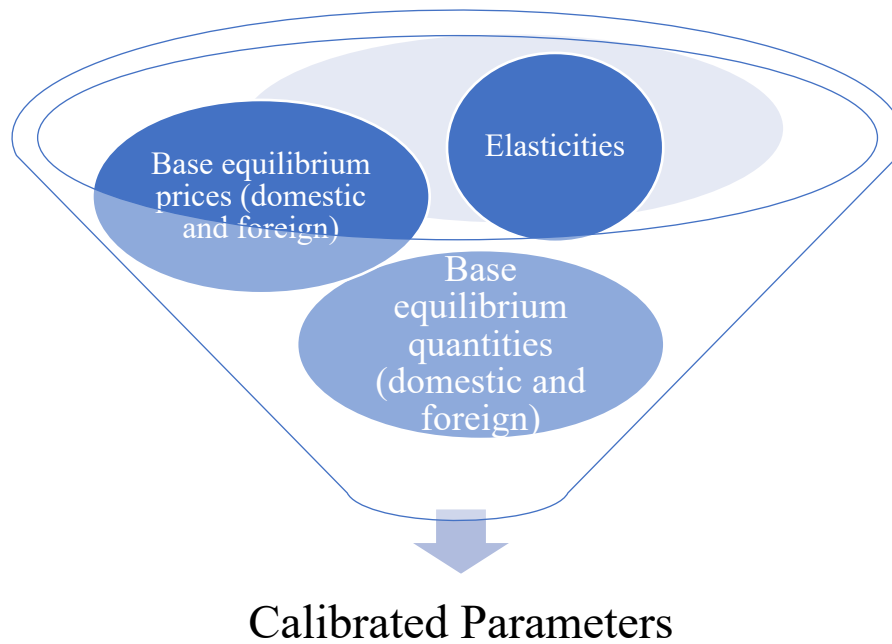 Elasticities
Base equilibrium
prices (domestic
and foreign)
Base
equilibrium
quantities
(domestic and
foreign)
Calibrated Parameters